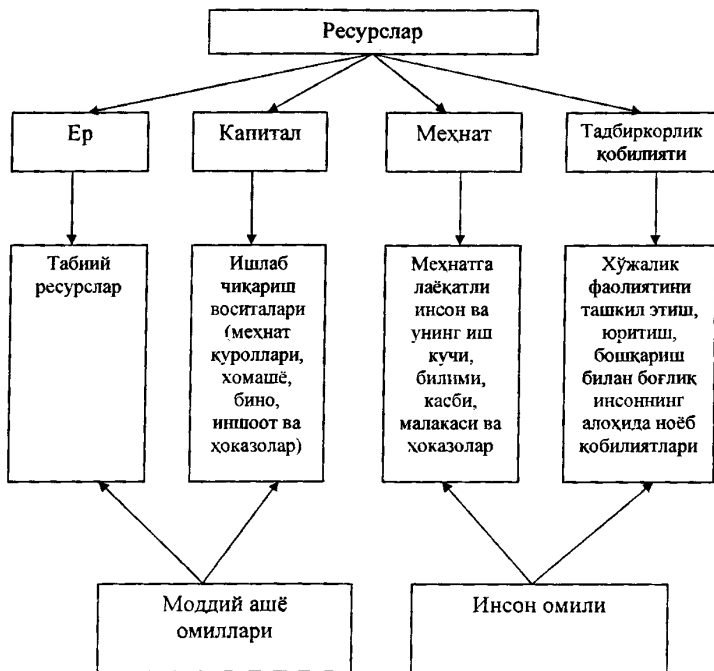 Ресурслар
Ер
Капитал
Меҳнат
Тадбиркорлик
қобилияти
Табиий
ресурслар
Ишлаб
чиқариш
воситалари
(меҳнат
қуроллари,
хомашё,
бино,
иншоот ва
ҳоказолар)
Меҳнатга
лаёқатли
инсон ва
унинг иш
кучи,
билими,
касби,
малакаси ва
ҳоказолар
Хўжалик
фаолиятини
ташкил этиш,
юритиш,
бошқариш
билан боғлиқ
инсоннинг
алоҳида ноёб
қобилиятлари
Моддий ашё
омиллари
Инсон омили